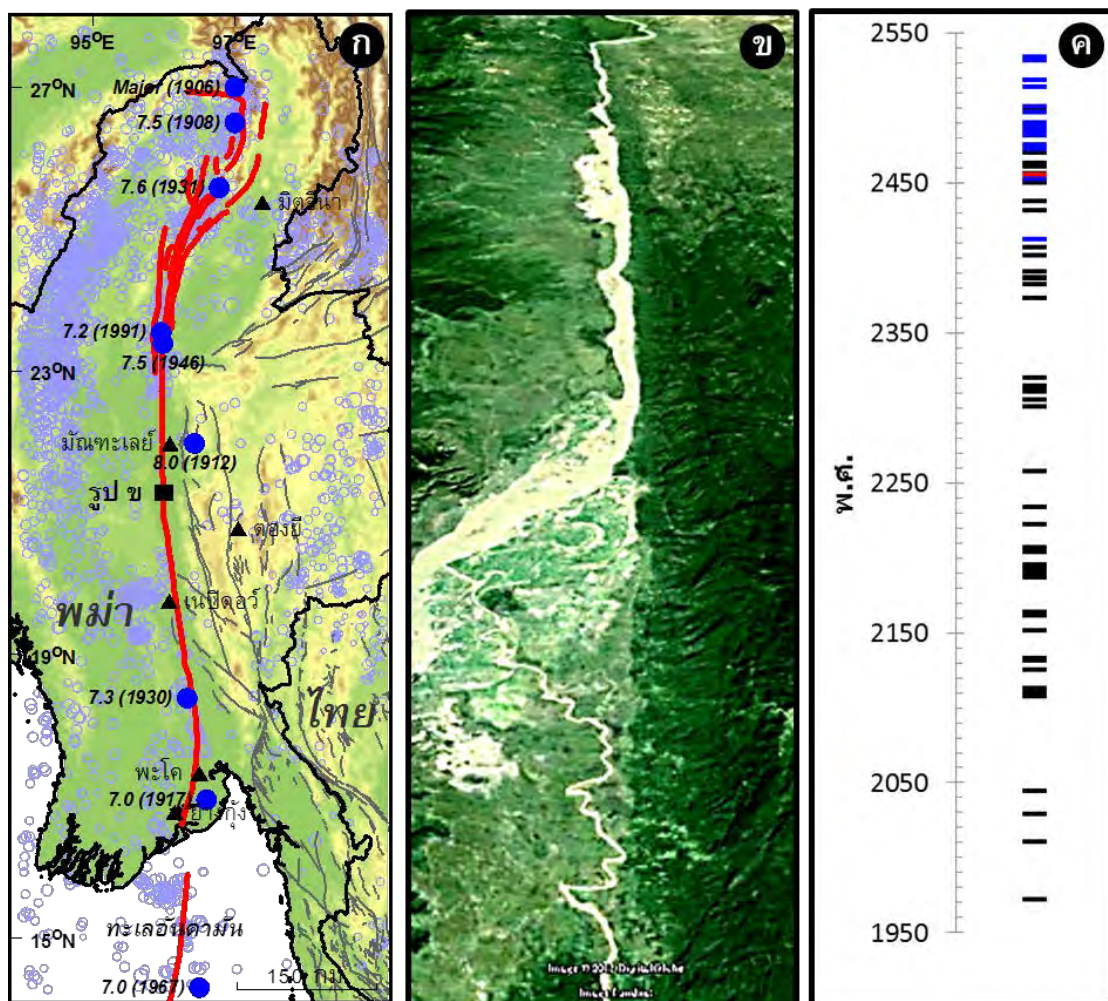 ก
95°E 97°E
27°N
Major (1906)
7.5 (1908)
7.6 (1931)
มิตจีนา
7.2 (1991)
7.5 (1946)
23°N
มัณฑะเลย์
8.0 (1912)
รูป ข
ตองยี
เนปิดอว์
พม่า
19°N
7.3 (1930)
ไทย
พะโค
7.0 (1917)
ย่างกุ้ง
ทะเลอันดามัน
15°N
150 กม
7.0 (1967)
ข
Image © 2012 DigitalGlobe
ค
พ.ศ.
2550
2450
2350
2250
2150
2050
1950